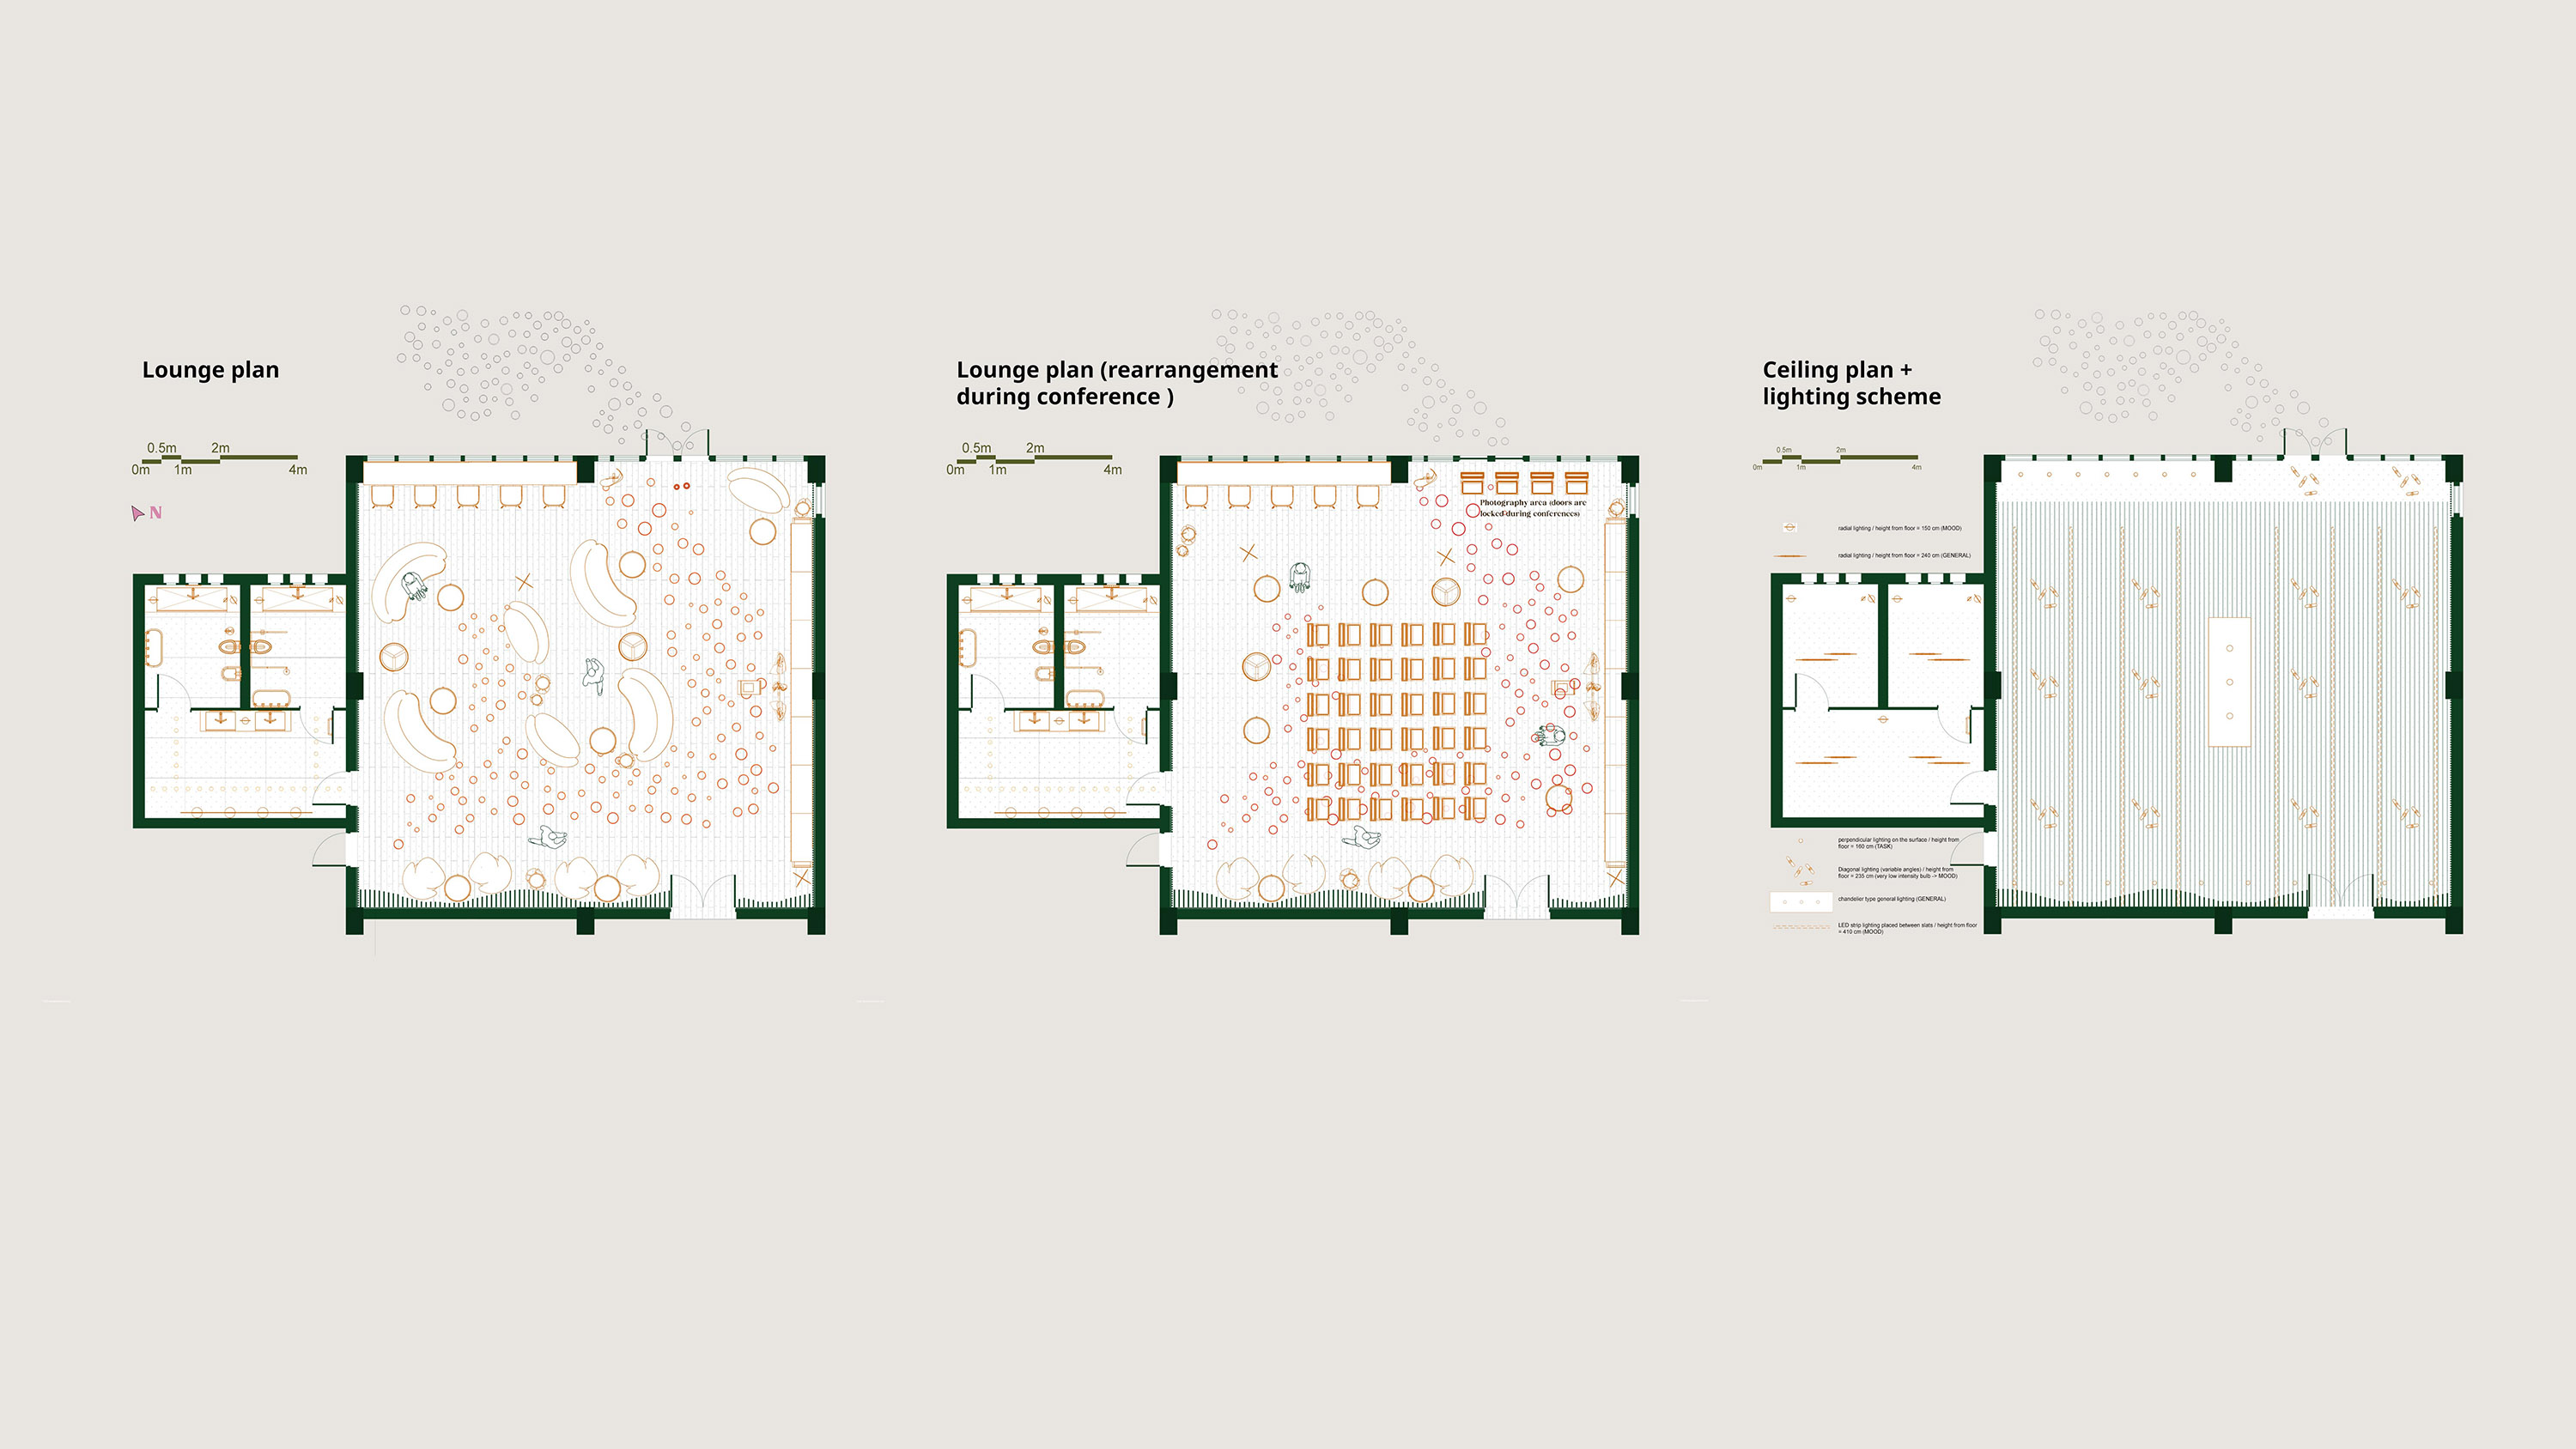 Lounge plan
0.5m 2m
0m 1m 4m
N
Lounge plan (rearrangement
during conference )
0.5m 2m
0m 1m 4m
Photography area (doors are
locked during conferences)
Ceiling plan +
lighting scheme
0.5m 2m
0m 1m 4m
radial lighting / height from floor = 150 cm (MOOD)
radial lighting / height from floor = 240 cm (GENERAL)
perpendicular lighting on the surface / height from
floor = 160 cm (TASK)
Diagonal lighting (variable angles) / height from
floor = 235 cm (very low intensity bulb -> MOOD)
chandelier type general lighting (GENERAL)
LED strip lighting placed between slats / height from floor
= 410 cm (MOOD)